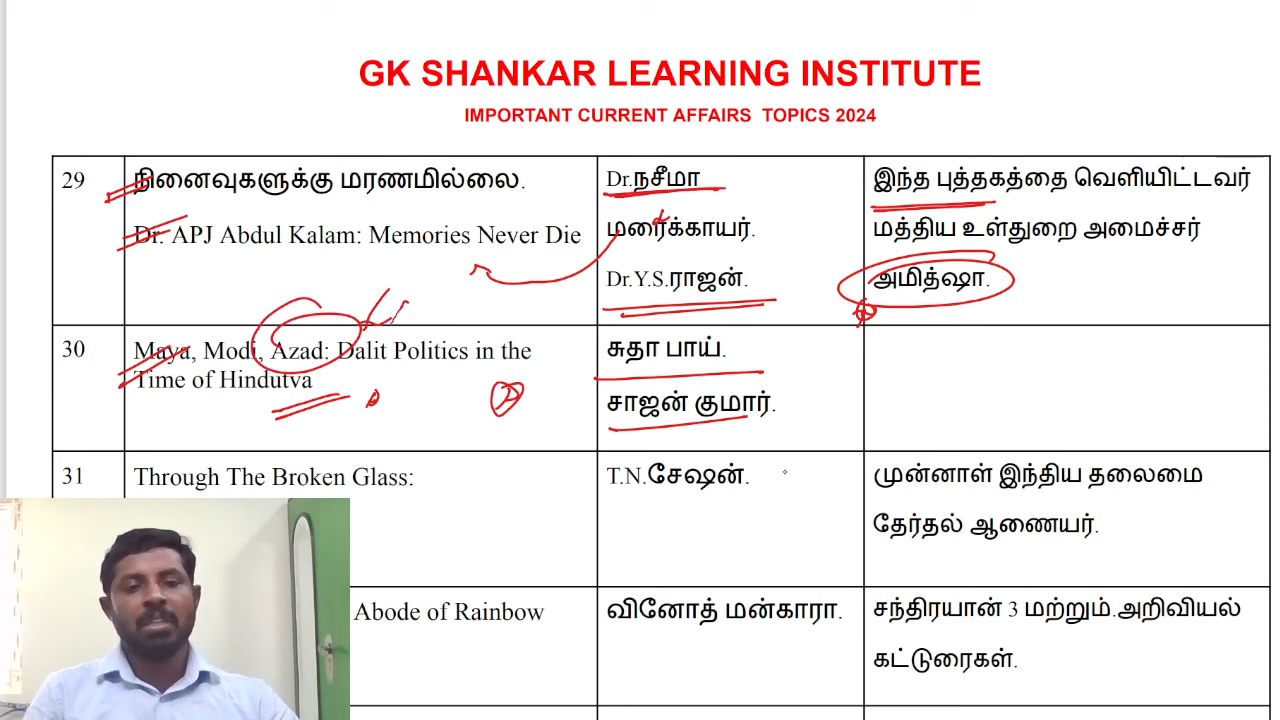 GK SHANKAR LEARNING INSTITUTE
IMPORTANT CURRENT AFFAIRS TOPICS 2024
29
நினைவுகளுக்கு மரணமில்லை.
Dr. APJ Abdul Kalam: Memories Never Die
Dr.நசீமா
மரைக்காயர்.
Dr.Y.S.ராஜன்.
இந்த புத்தகத்தை வெளியிட்டவர்
மத்திய உள்துறை அமைச்சர்
அமித்ஷா.
30
Maya, Modi, Azad: Dalit Politics in the
Time of Hindutva
சுதா பாய்.
சாஜன் குமார்.
31
Through The Broken Glass:
T.N.சேஷன்.
முன்னாள் இந்திய தலைமை
தேர்தல் ஆணையர்.
Abode of Rainbow
வினோத் மன்காரா.
சந்திரயான் 3 மற்றும்.அறிவியல்
கட்டுரைகள்.